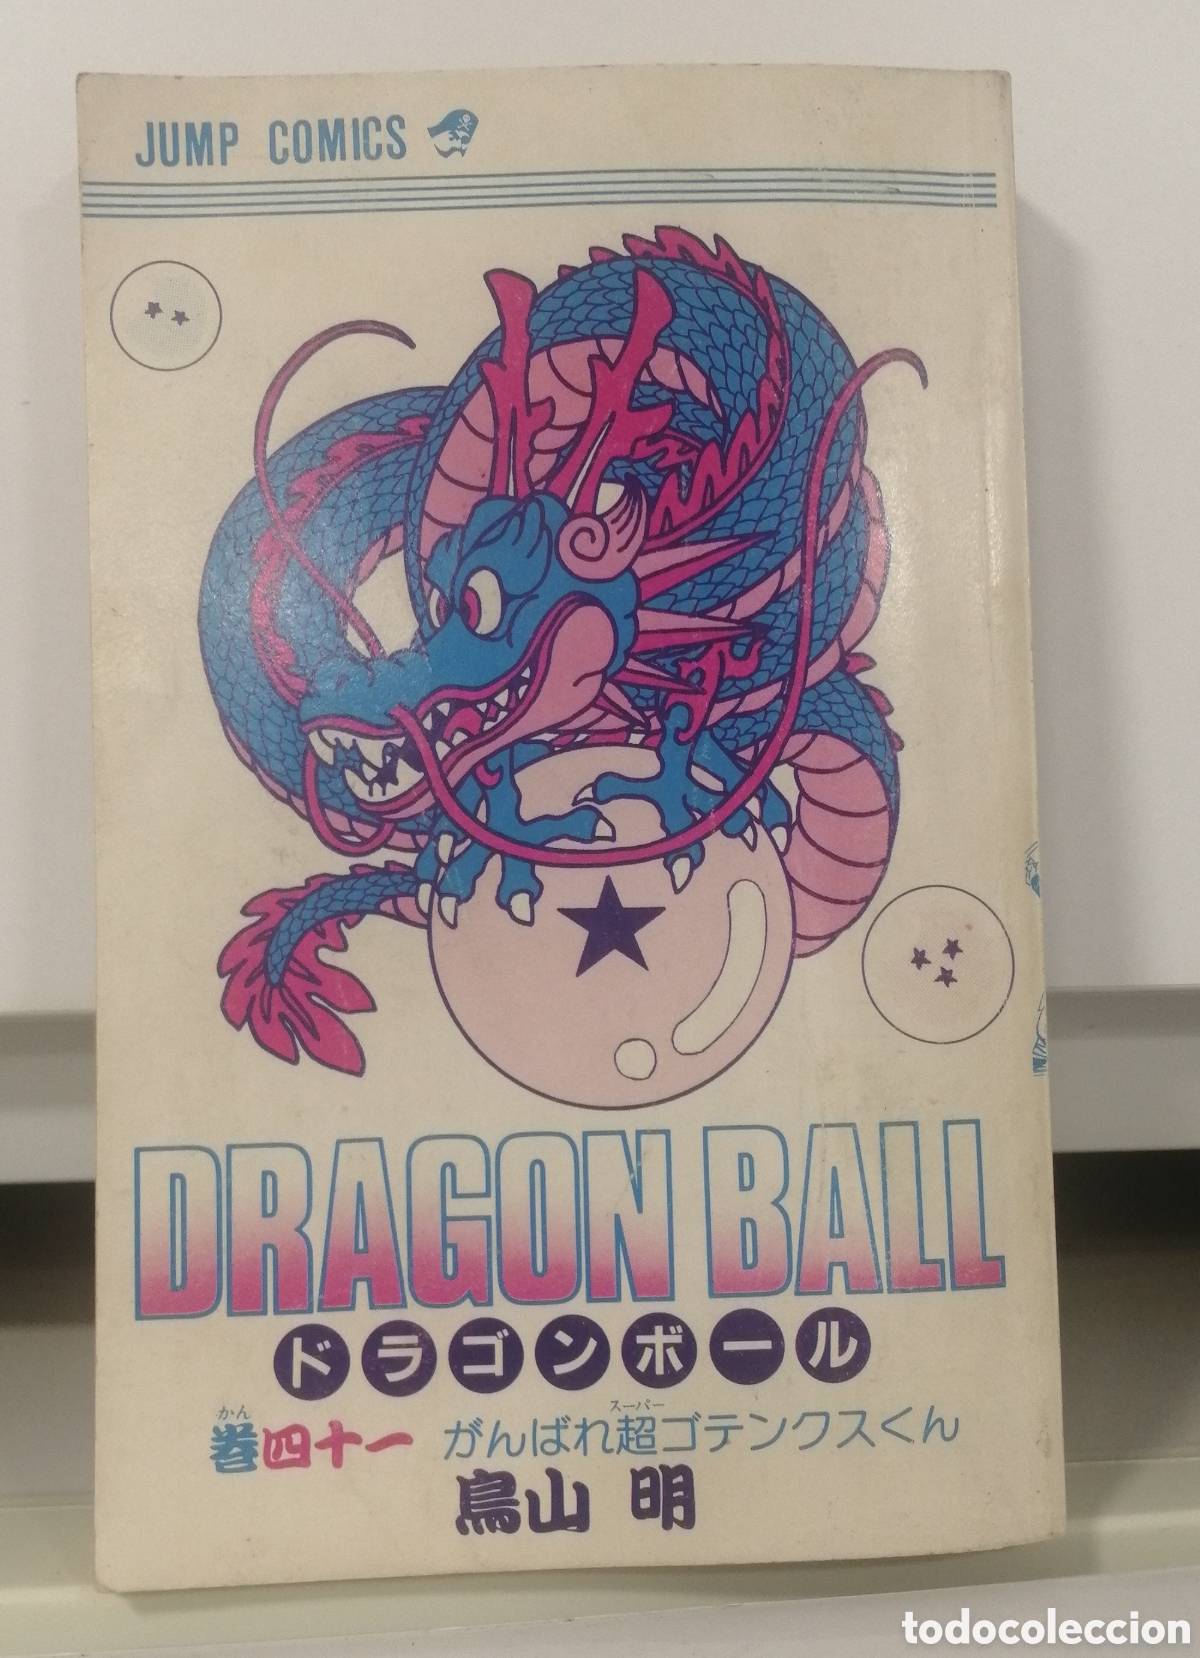 JUMP COMICS
DRAGON BALL
ドラゴンボール
かん スーパー
巻四十一 がんばれ超ゴテンクスくん
鳥山 明
todocoleccion